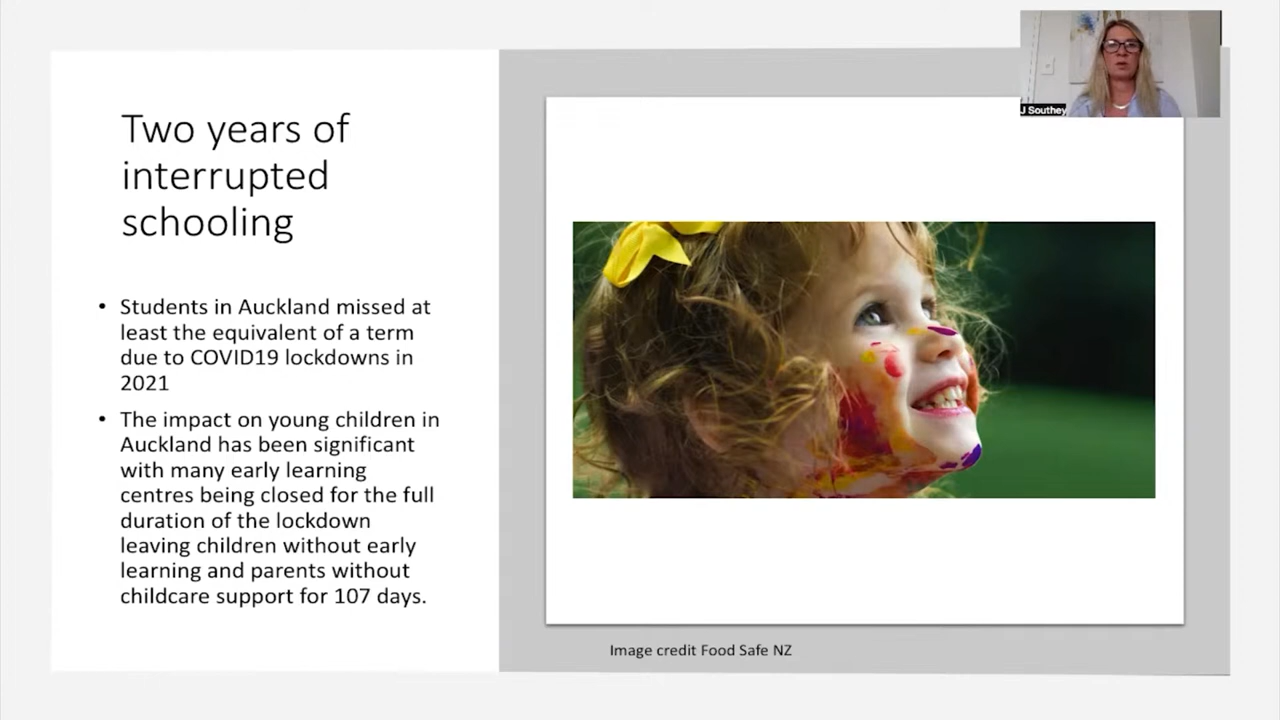 J Southey
Two years of
interrupted
schooling
• Students in Auckland missed at
least the equivalent of a term
due to COVID19 lockdowns in
2021
• The impact on young children in
Auckland has been significant
with many early learning
centres being closed for the full
duration of the lockdown
leaving children without early
learning and parents without
childcare support for 107 days.
Image credit Food Safe NZ